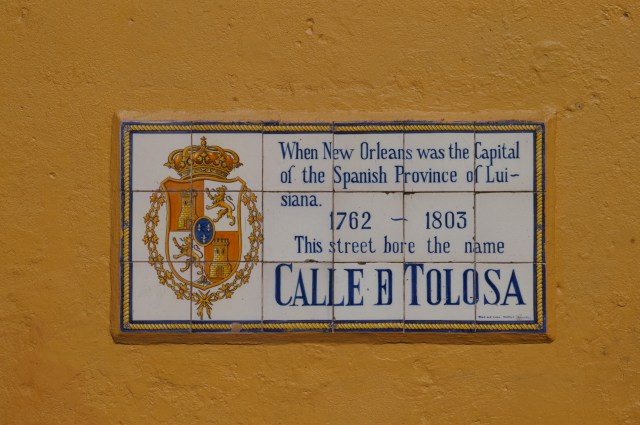 When New Orleans was the Capital
of the Spanish Province of Lui-
siana.
1762 ~ 1803
This street bore the name
CALLE D TOLOSA